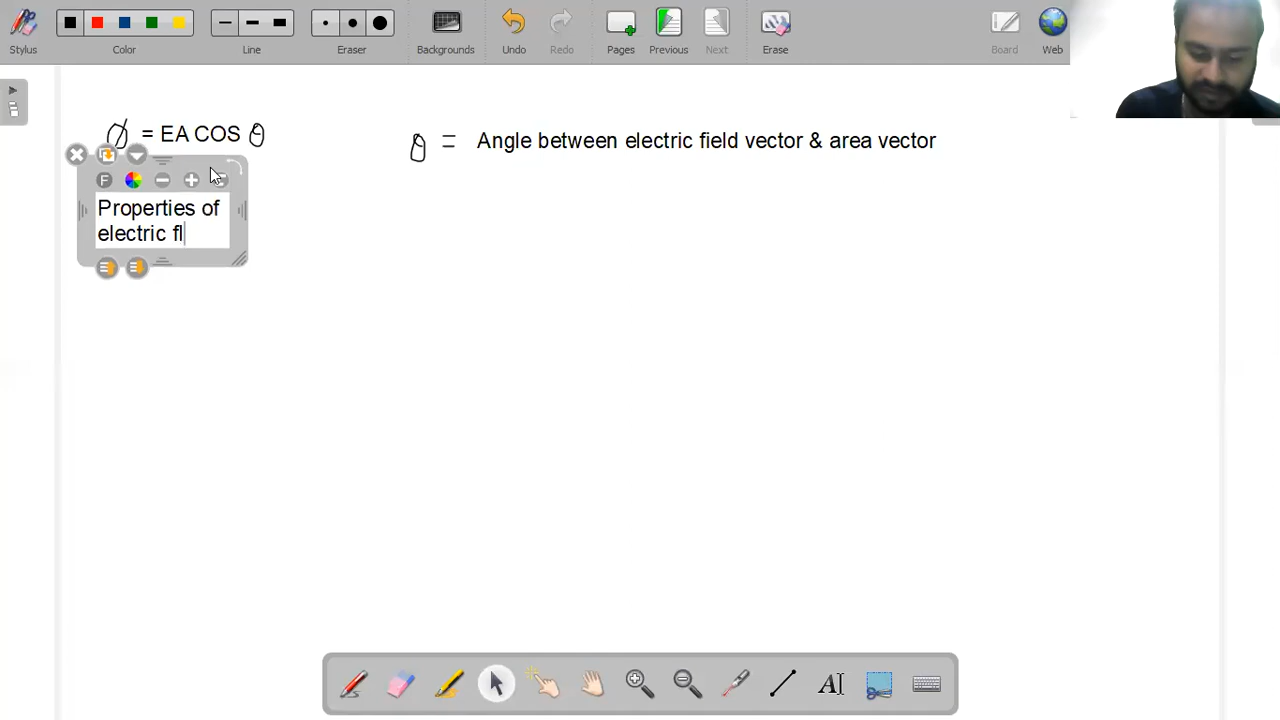 Stylus
Color
Line
Eraser
Backgrounds
Undo
Redo
Pages
Previous
Next
Erase
Board
Web
∅ = EA COS θ
θ = Angle between electric field vector & area vector
F
Properties of
electric fl
AI